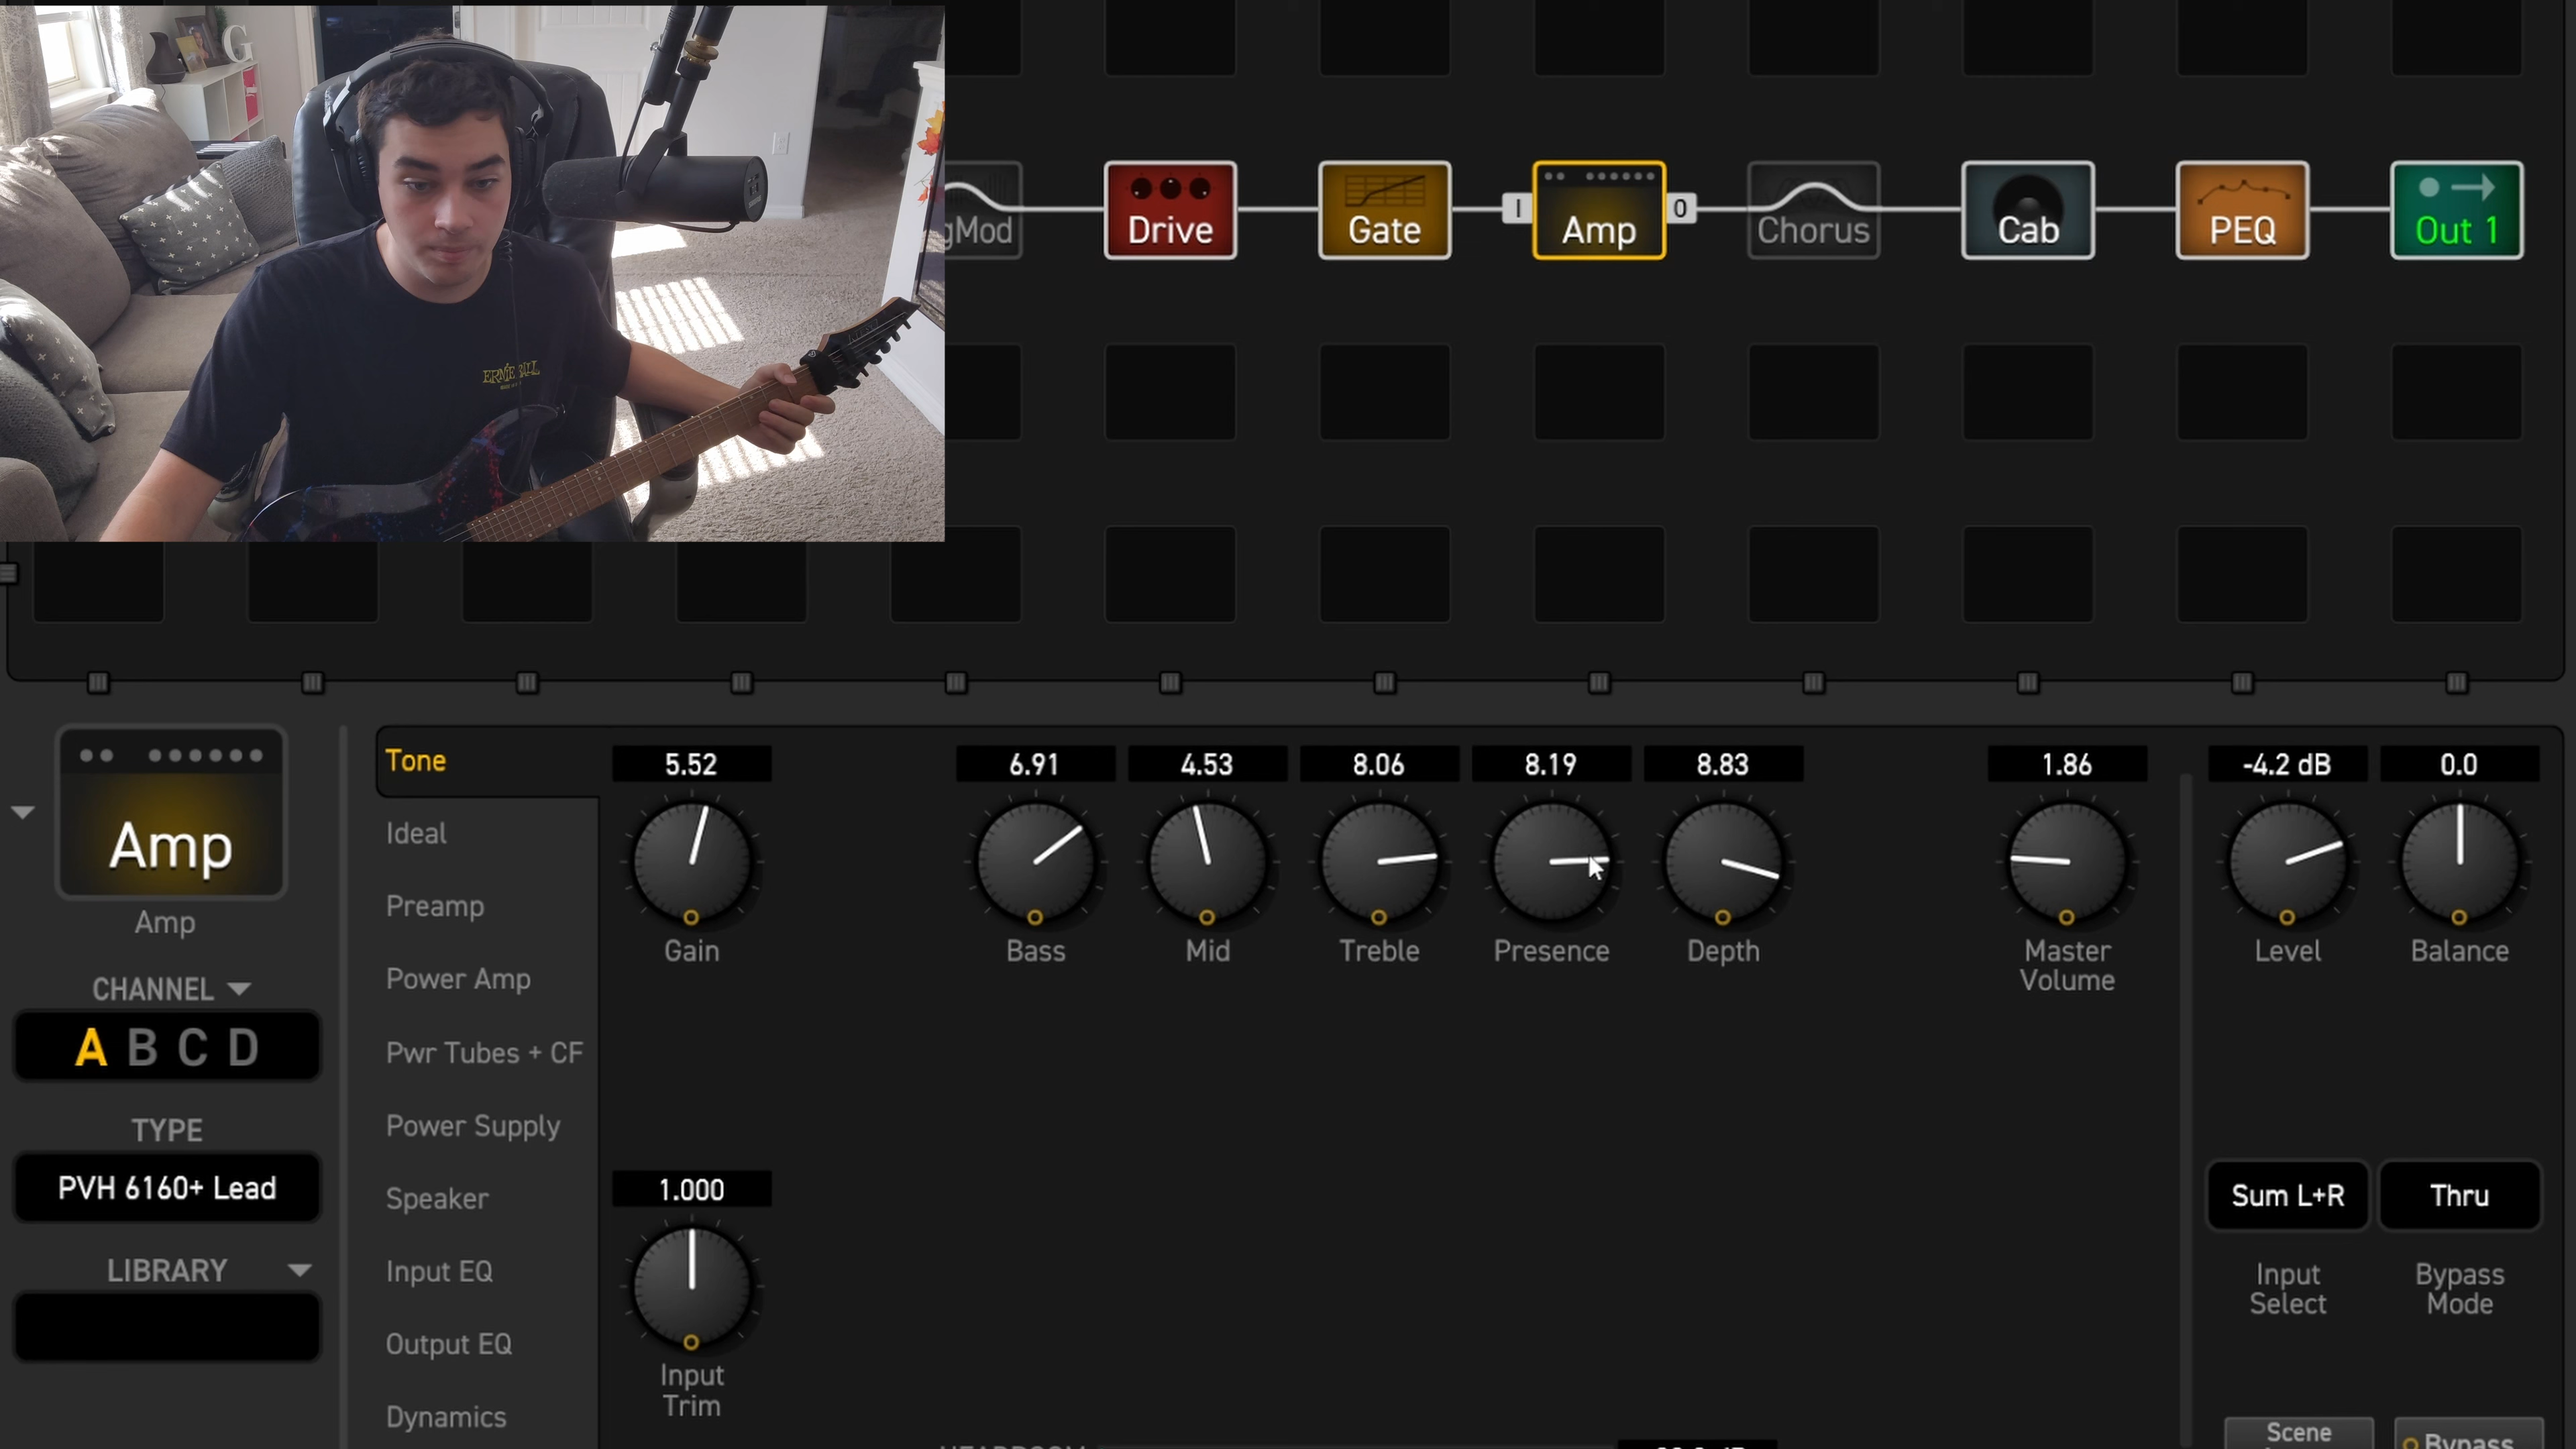 G
ERNIE BALL
gMod
Drive
Gate
I
Amp
O
Chorus
Cab
PEQ
Out 1
Amp
Amp
CHANNEL
A B C D
TYPE
PVH 6160+ Lead
LIBRARY
Tone
Ideal
Preamp
Power Amp
Pwr Tubes + CF
Power Supply
Speaker
Input EQ
Output EQ
Dynamics
5.52
Gain
6.91
Bass
4.53
Mid
8.06
Treble
8.19
Presence
8.83
Depth
1.86
Master
Volume
-4.2 dB
Level
0.0
Balance
1.000
Input
Trim
Sum L+R
Input
Select
Thru
Bypass
Mode
Scene
Bypass